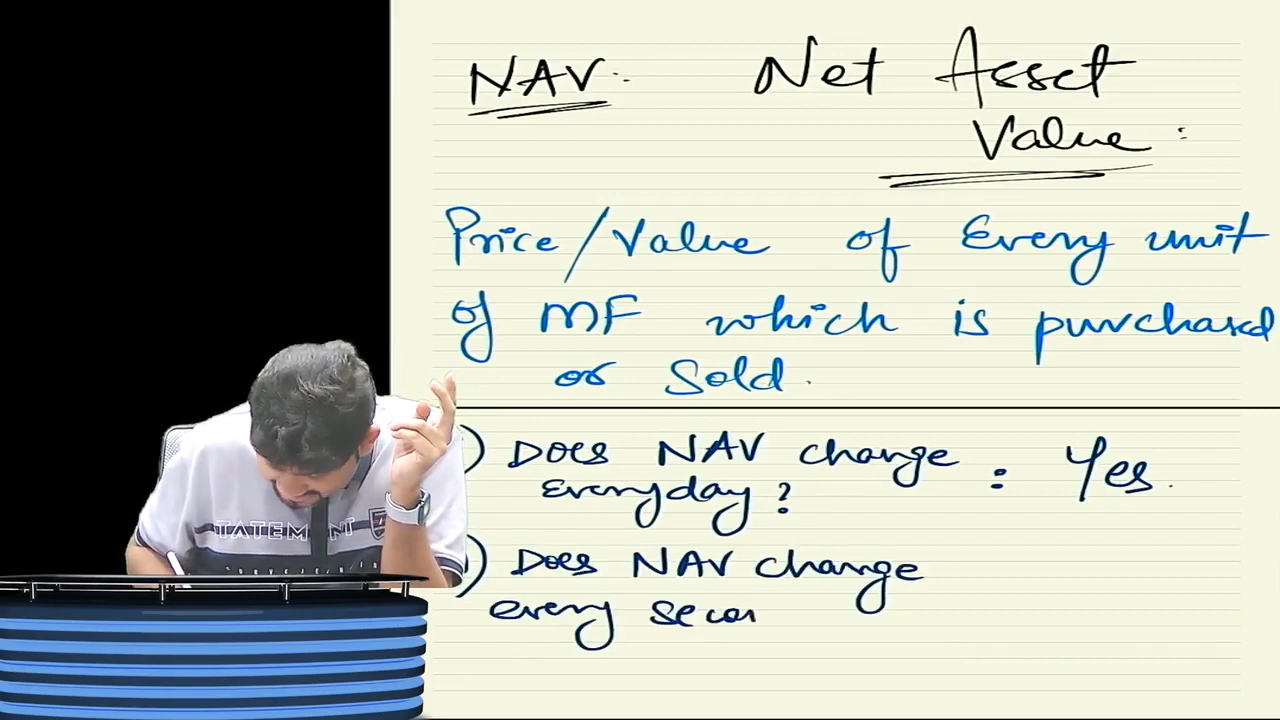 NAV: Net Asset
Value:
Price/Value of Every unit
of MF which is purchased
or Sold.
) Does NAV change
everyday? : Yes.
) Does NAV change
every secon
TATEMENT